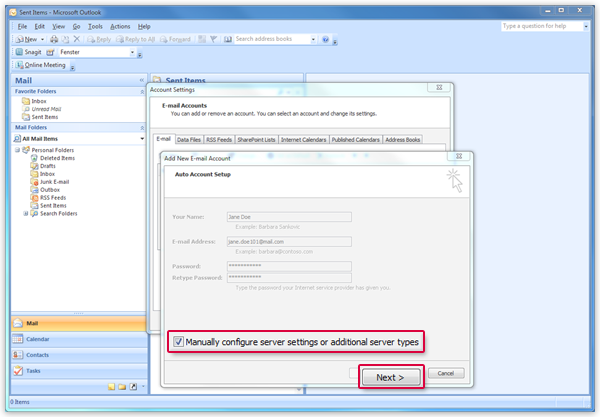 Sent Items - Microsoft Outlook
File Edit View Go Tools Actions Help
Type a question for help
New Reply Reply to All Forward Search address books
Snagit Fenster
Online Meeting
Mail
Favorite Folders
Inbox
Unread Mail
Sent Items
Mail Folders
All Mail Items
Personal Folders
Deleted Items
Drafts
Inbox
Junk E-mail
Outbox
RSS Feeds
Sent Items
Search Folders
Mail
Calendar
Contacts
Tasks
0 Items
Sent Items
Account Settings
E-mail Accounts
You can add or remove an account. You can select an account and change its settings.
E-mail Data Files RSS Feeds SharePoint Lists Internet Calendars Published Calendars Address Books
Add New E-mail Account
Auto Account Setup
Your Name: Jane Doe
Example: Barbara Sankovic
E-mail Address: jane.doe101@mail.com
Example: barbara@contoso.com
Password: ***********
Retype Password: ***********
Type the password your Internet service provider has given you.
Manually configure server settings or additional server types
Next > Cancel